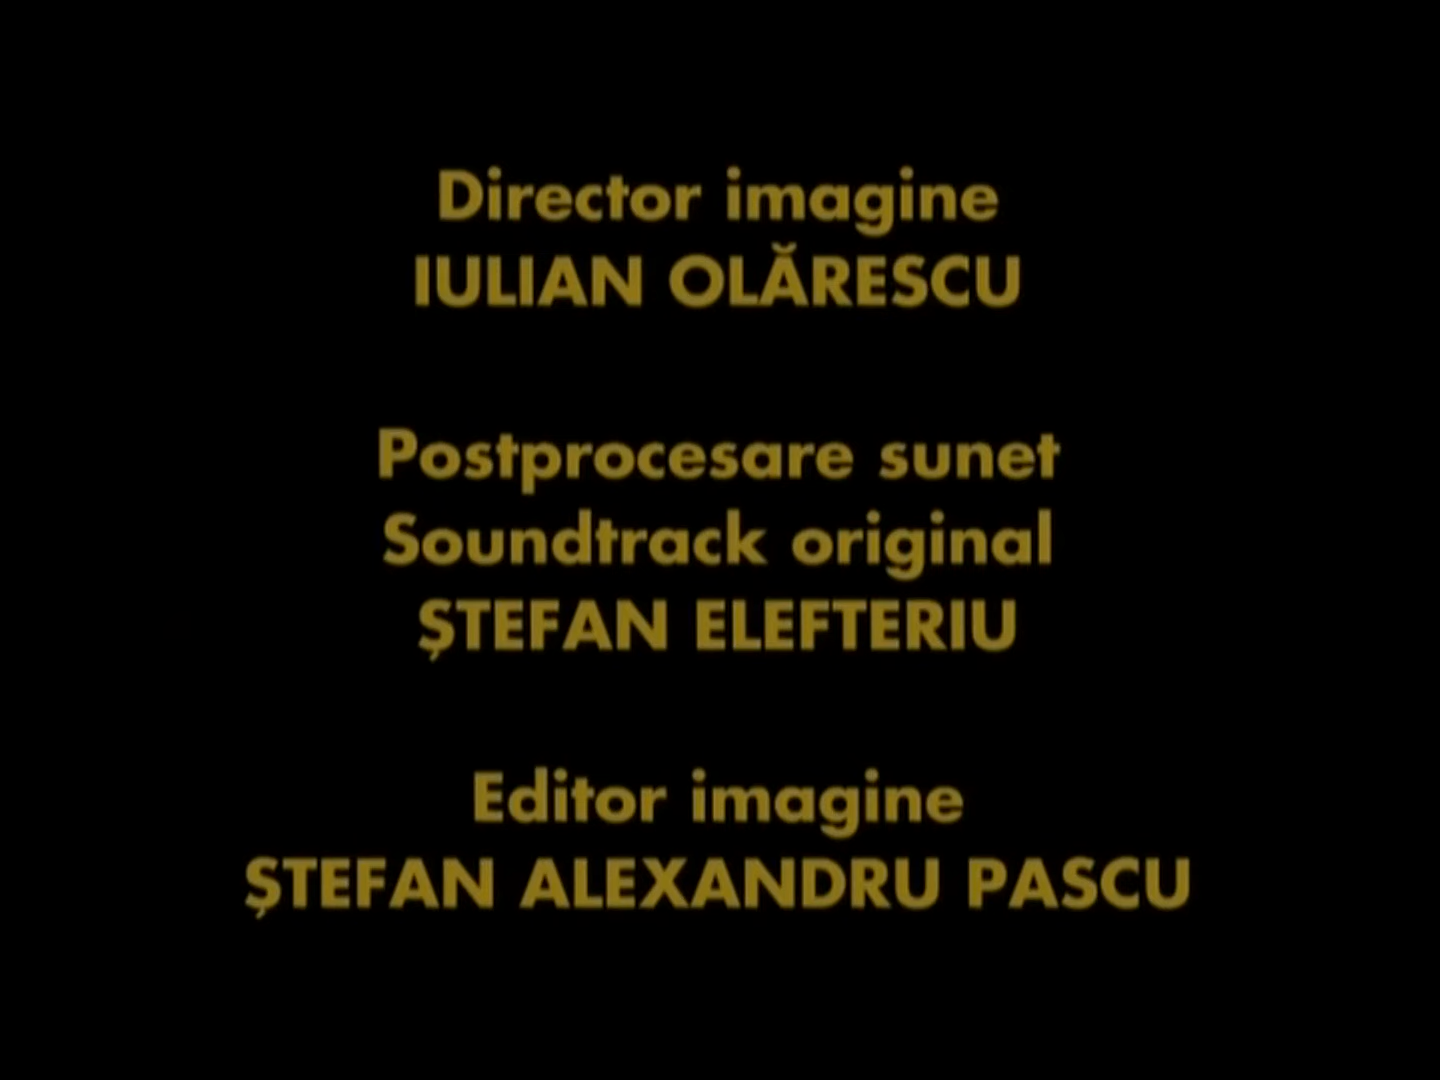 Director imagine
IULIAN OLĂRESCU
Postprocesare sunet
Soundtrack original
ȘTEFAN ELEFTERIU
Editor imagine
ȘTEFAN ALEXANDRU PASCU